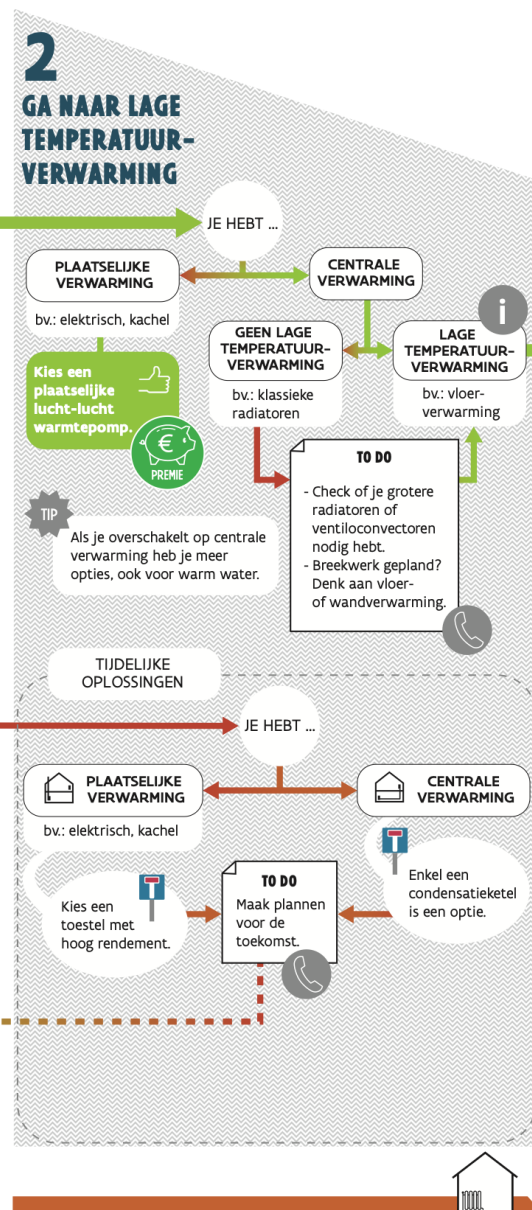 2
GA NAAR LAGE
TEMPERATUUR-
VERWARMING
JE HEBT ...
PLAATSELIJKE
VERWARMING
bv.: elektrisch, kachel
Kies een
plaatselijke
lucht-lucht
warmtepomp.
€
PREMIE
CENTRALE
VERWARMING
GEEN LAGE
TEMPERATUUR-
VERWARMING
bv.: klassieke
radiatoren
i
LAGE
TEMPERATUUR-
VERWARMING
bv.: vloer-
verwarming
TO DO
- Check of je grotere
radiatoren of
ventiloconvectoren
nodig hebt.
- Breekwerk gepland?
Denk aan vloer-
of wandverwarming.
TIP
Als je overschakelt op centrale
verwarming heb je meer
opties, ook voor warm water.
TIJDELIJKE
OPLOSSINGEN
JE HEBT ...
PLAATSELIJKE
VERWARMING
bv.: elektrisch, kachel
Kies een
toestel met
hoog rendement.
CENTRALE
VERWARMING
Enkel een
condensatieketel
is een optie.
TO DO
Maak plannen
voor de
toekomst.